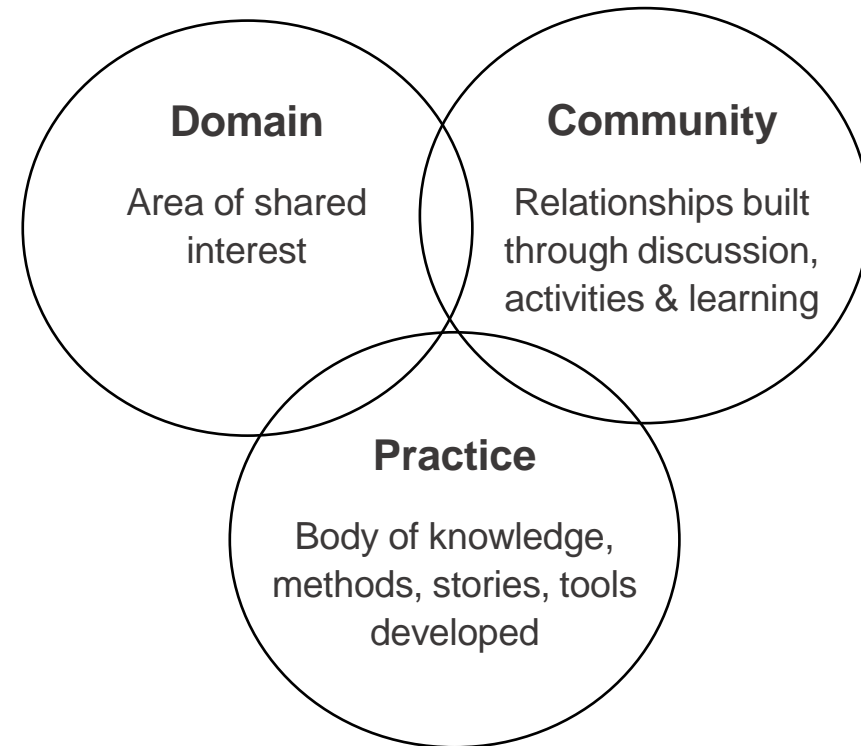 Domain
Area of shared
interest
Community
Relationships built
through discussion,
activities & learning
Practice
Body of knowledge,
methods, stories, tools
developed